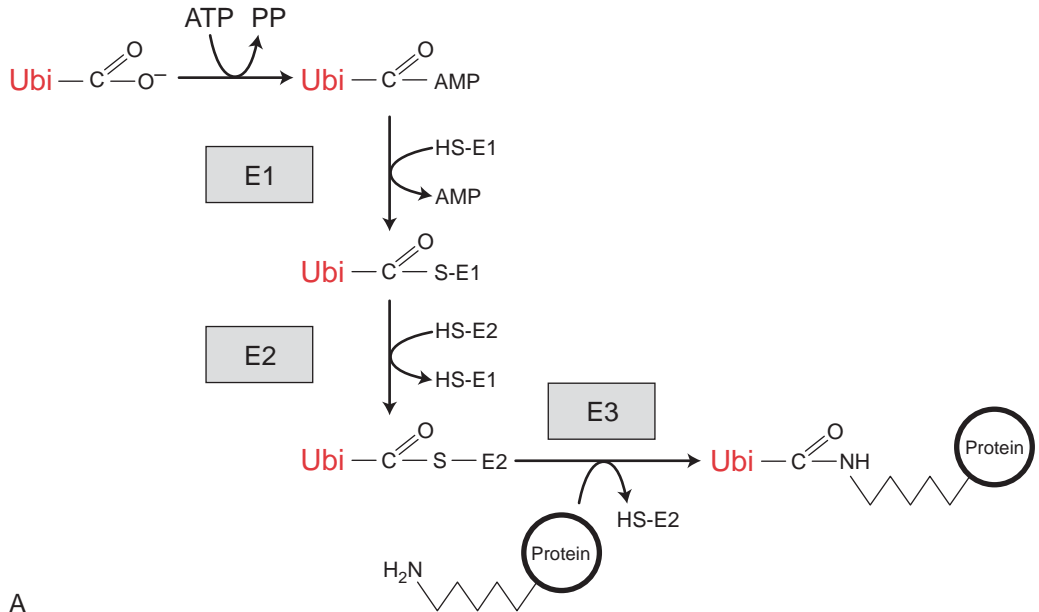 ATP PP
Ubi C O O–
Ubi C O AMP
HS-E1
E1
AMP
Ubi C O S-E1
HS-E2
E2
HS-E1
E3
Ubi C O S E2
Ubi C O NH
Protein
HS-E2
Protein
H₂N
A